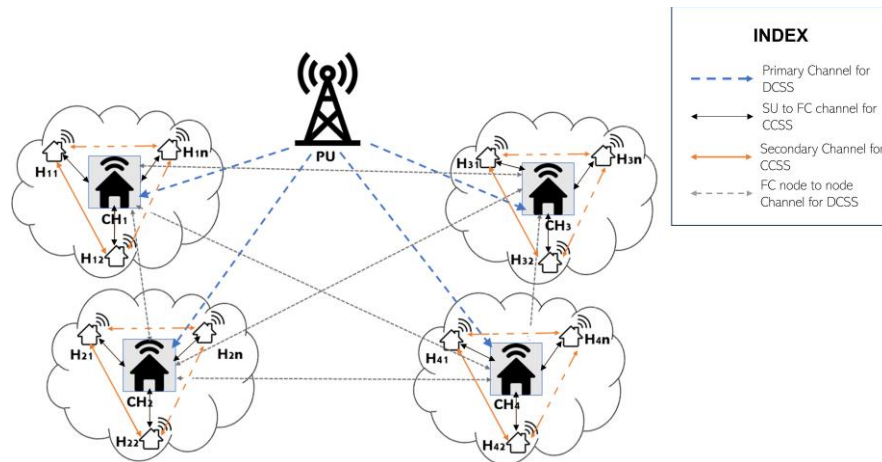 INDEX
Primary Channel for
DCSS
SU to FC channel for
CCSS
Secondary Channel for
CCSS
FC node to node
Channel for DCSS
PU
H11
H1n
CH1
H12
H31
H3n
CH3
H32
H21
H2n
CH2
H22
H41
H4n
CH4
H42